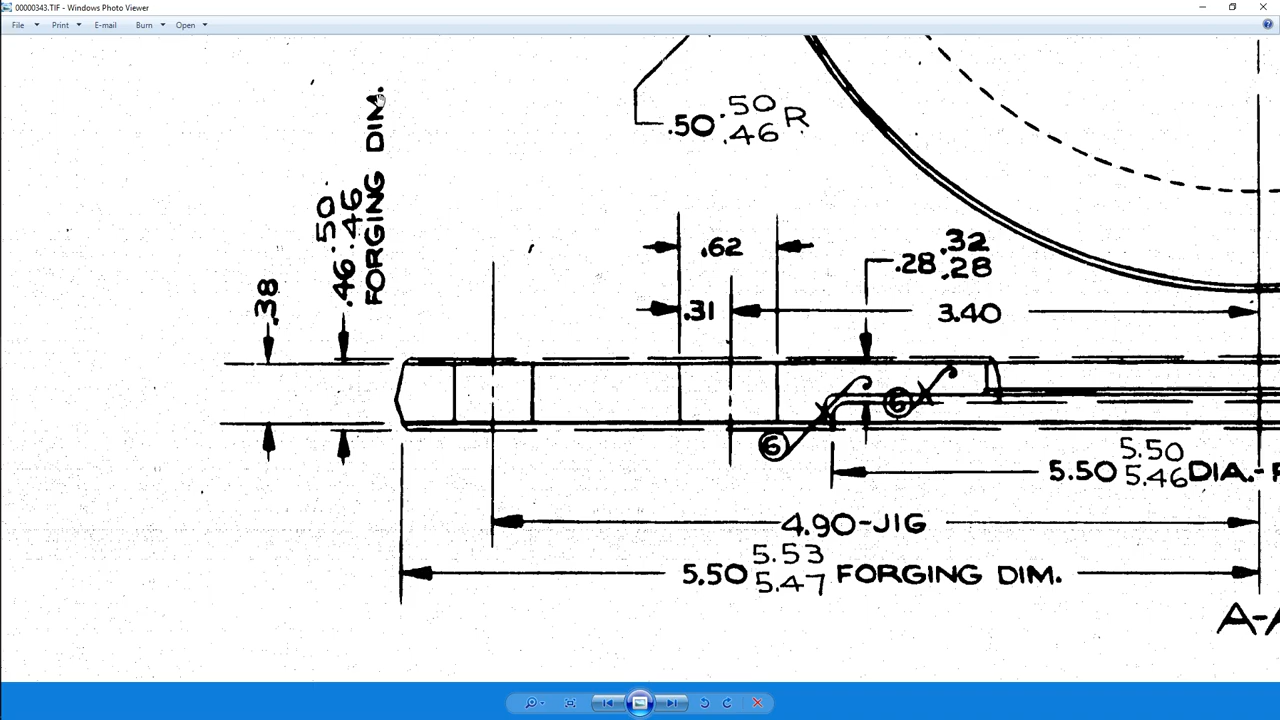 00000343.TIF - Windows Photo Viewer
File Print E-mail Burn Open
.50 .50 R
.46
.38
.46 .50
.46
FORGING DIM.
.62
.28 .32
.28
.31
3.40
6
6
5.50 5.50 DIA.-
5.46
4.90-JIG
5.50 5.53 FORGING DIM.
5.47
A-A